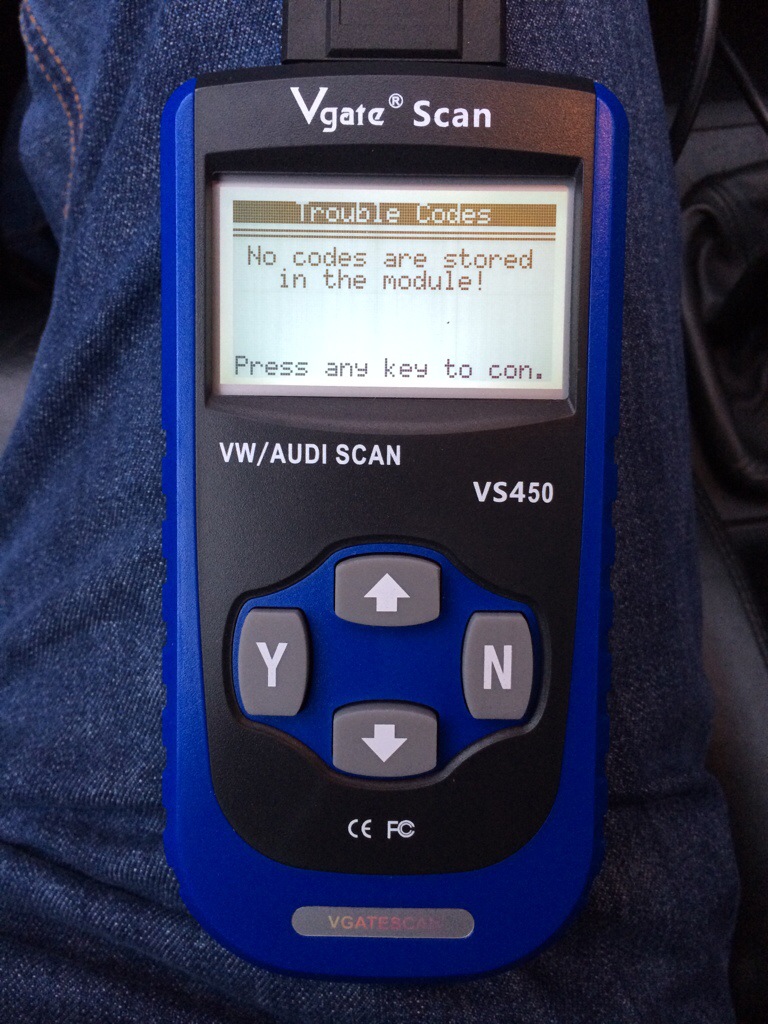 Vgate® Scan
Trouble Codes
No codes are stored
in the module!
Press any key to con.
VW/AUDI SCAN
VS450
Y
N
CE FC
VGATESCAN